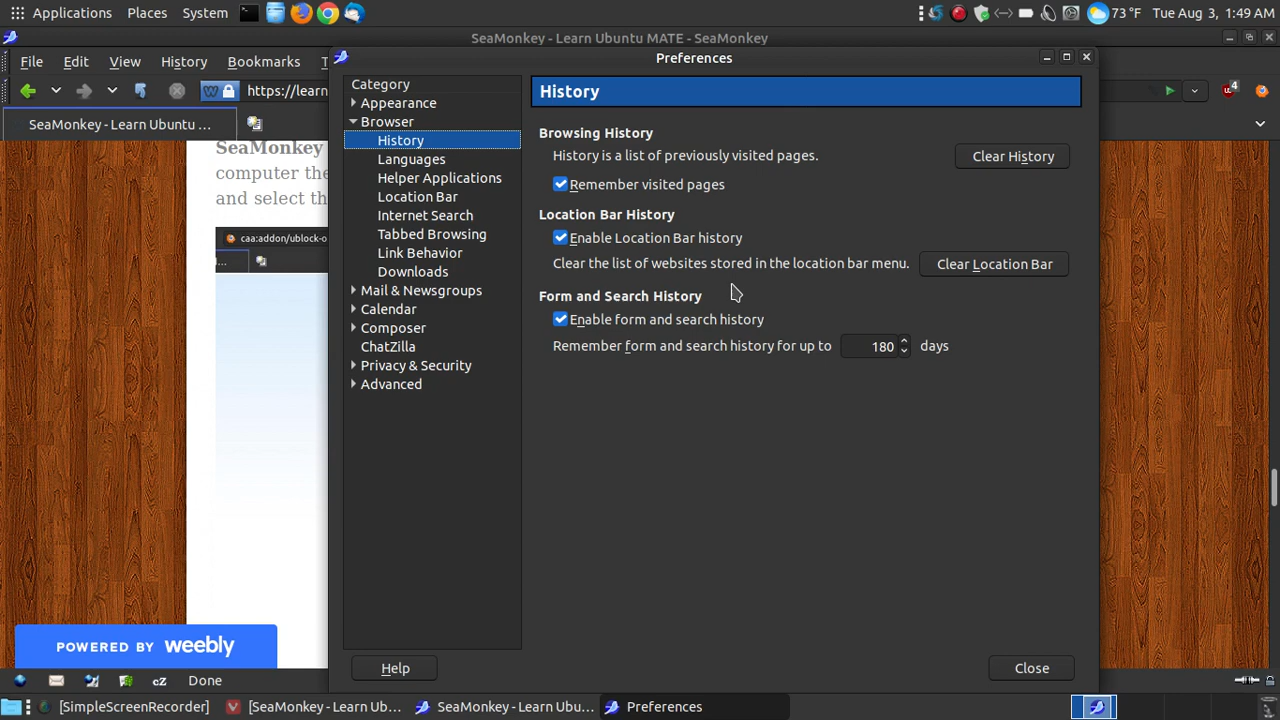 Applications Places System 73 °F Tue Aug 3, 1:49 AM
SeaMonkey - Learn Ubuntu MATE - SeaMonkey
Preferences
File Edit View History Bookmarks T
W https://learn 4
SeaMonkey - Learn Ubuntu ...
SeaMonkey
computer the
and select th
caa:addon/ublock-o
...
POWERED BY weebly
Category
Appearance
Browser
History
Languages
Helper Applications
Location Bar
Internet Search
Tabbed Browsing
Link Behavior
Downloads
Mail & Newsgroups
Calendar
Composer
ChatZilla
Privacy & Security
Advanced
History
Browsing History
History is a list of previously visited pages. Clear History
Remember visited pages
Location Bar History
Enable Location Bar history
Clear the list of websites stored in the location bar menu. Clear Location Bar
Form and Search History
Enable form and search history
Remember form and search history for up to 180 days
Help Close
cZ Done
[SimpleScreenRecorder] [SeaMonkey - Learn Ub... SeaMonkey - Learn Ubu... Preferences